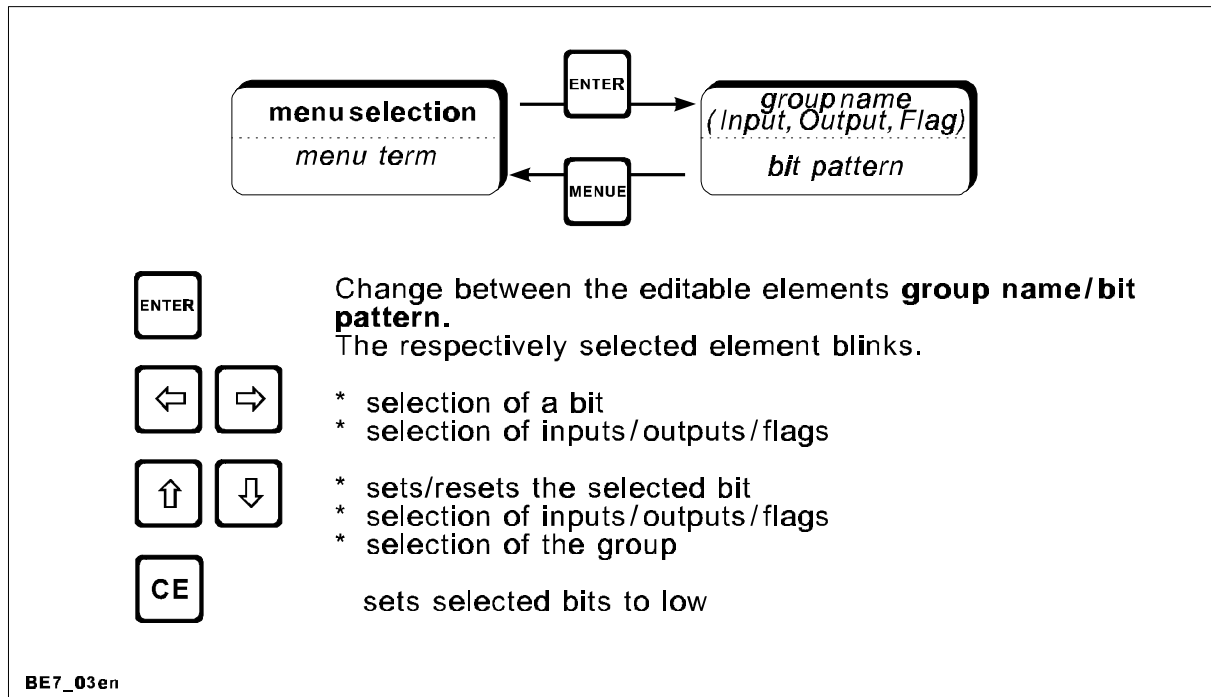 ENTER
menu selection
menu term
group name
(Input, Output, Flag)
bit pattern
MENUE
ENTER
Change between the editable elements group name/bit
pattern.
The respectively selected element blinks.
* selection of a bit
* selection of inputs/outputs/flags
* sets/resets the selected bit
* selection of inputs/outputs/flags
* selection of the group
CE
sets selected bits to low
BE7_03en